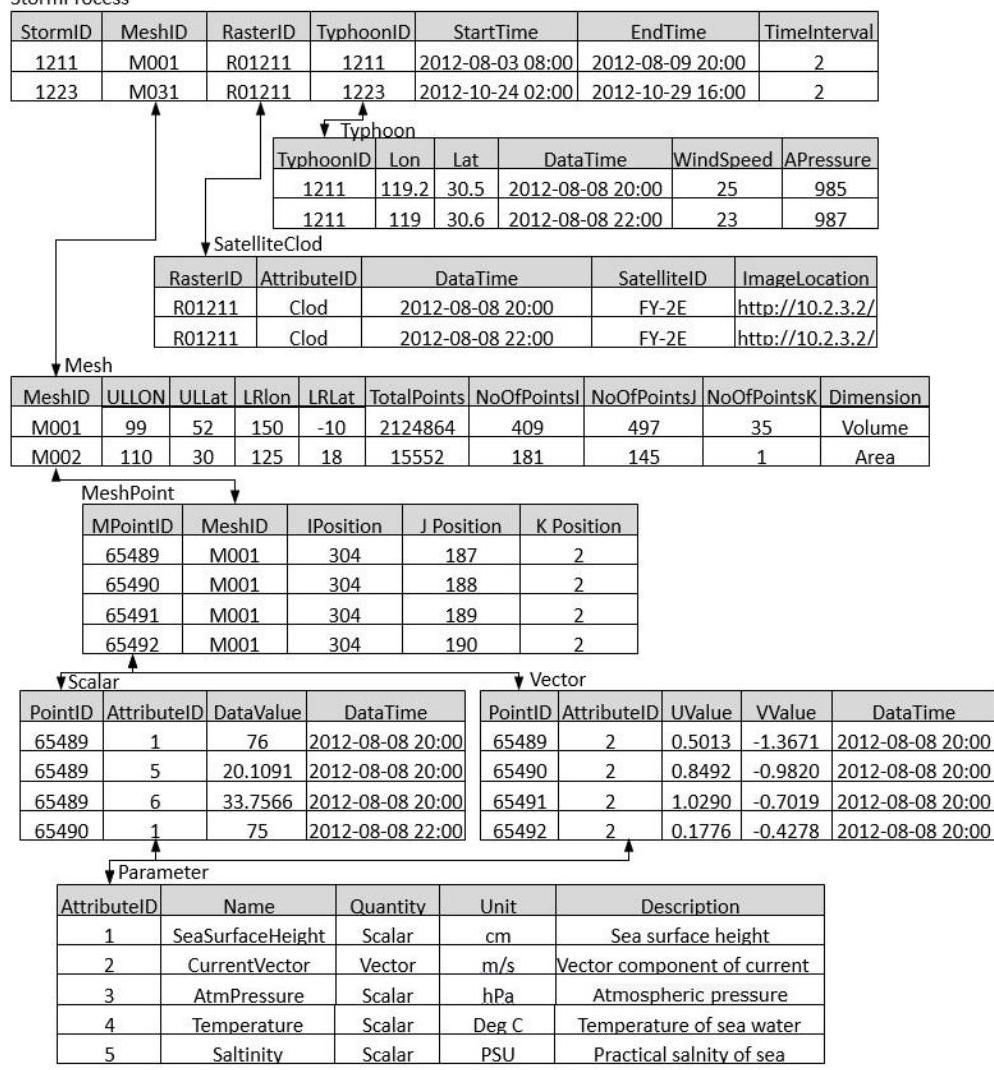 StormProcess
StormID MeshID RasterID TyphoonID StartTime EndTime TimeInterval
1211 M001 R01211 1211 2012-08-03 08:00 2012-08-09 20:00 2
1223 M031 R01211 1223 2012-10-24 02:00 2012-10-29 16:00 2
Typhoon
TyphoonID Lon Lat DataTime WindSpeed APressure
1211 119.2 30.5 2012-08-08 20:00 25 985
1211 119 30.6 2012-08-08 22:00 23 987
SatelliteClod
RasterID AttributeID DataTime SatelliteID ImageLocation
R01211 Clod 2012-08-08 20:00 FY-2E http://10.2.3.2/
R01211 Clod 2012-08-08 22:00 FY-2E http://10.2.3.2/
Mesh
MeshID ULLON ULLat LRlon LRLat TotalPoints NoOfPointsI NoOfPointsJ NoOfPointsK Dimension
M001 99 52 150 -10 2124864 409 497 35 Volume
M002 110 30 125 18 15552 181 145 1 Area
MeshPoint
MPointID MeshID IPosition J Position K Position
65489 M001 304 187 2
65490 M001 304 188 2
65491 M001 304 189 2
65492 M001 304 190 2
Scalar
PointID AttributeID DataValue DataTime
65489 1 76 2012-08-08 20:00
65489 5 20.1091 2012-08-08 20:00
65489 6 33.7566 2012-08-08 20:00
65490 1 75 2012-08-08 22:00
Vector
PointID AttributeID UValue VValue DataTime
65489 2 0.5013 -1.3671 2012-08-08 20:00
65490 2 0.8492 -0.9820 2012-08-08 20:00
65491 2 1.0290 -0.7019 2012-08-08 20:00
65492 2 0.1776 -0.4278 2012-08-08 20:00
Parameter
AttributeID Name Quantity Unit Description
1 SeaSurfaceHeight Scalar cm Sea surface height
2 CurrentVector Vector m/s Vector component of current
3 AtmPressure Scalar hPa Atmospheric pressure
4 Temperature Scalar Deg C Temperature of sea water
5 Saltinity Scalar PSU Practical salnity of sea